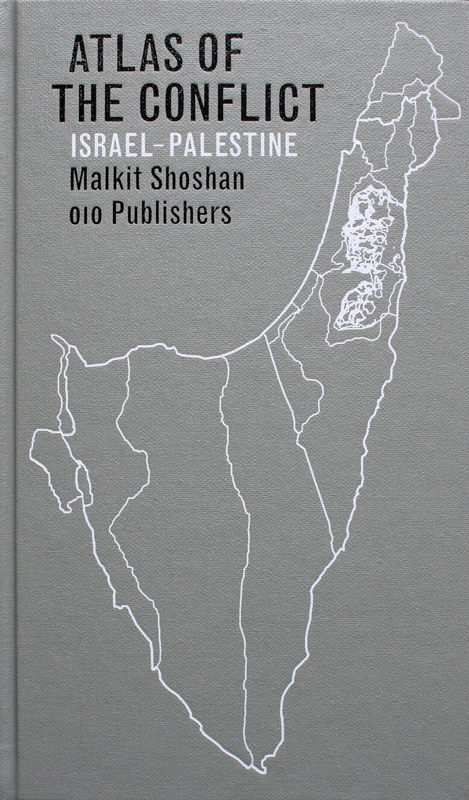 ATLAS OF
THE CONFLICT
ISRAEL–PALESTINE
Malkit Shoshan
010 Publishers